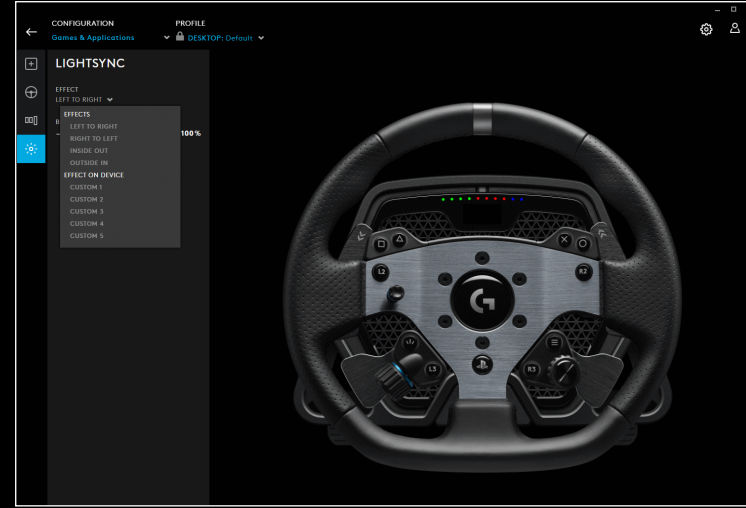 CONFIGURATION
Games & Applications
PROFILE
DESKTOP: Default
LIGHTSYNC
EFFECT
LEFT TO RIGHT
EFFECTS
LEFT TO RIGHT
RIGHT TO LEFT
INSIDE OUT
OUTSIDE IN
EFFECT ON DEVICE
CUSTOM 1
CUSTOM 2
CUSTOM 3
CUSTOM 4
CUSTOM 5
100%
L2
R2
G
L3
R3